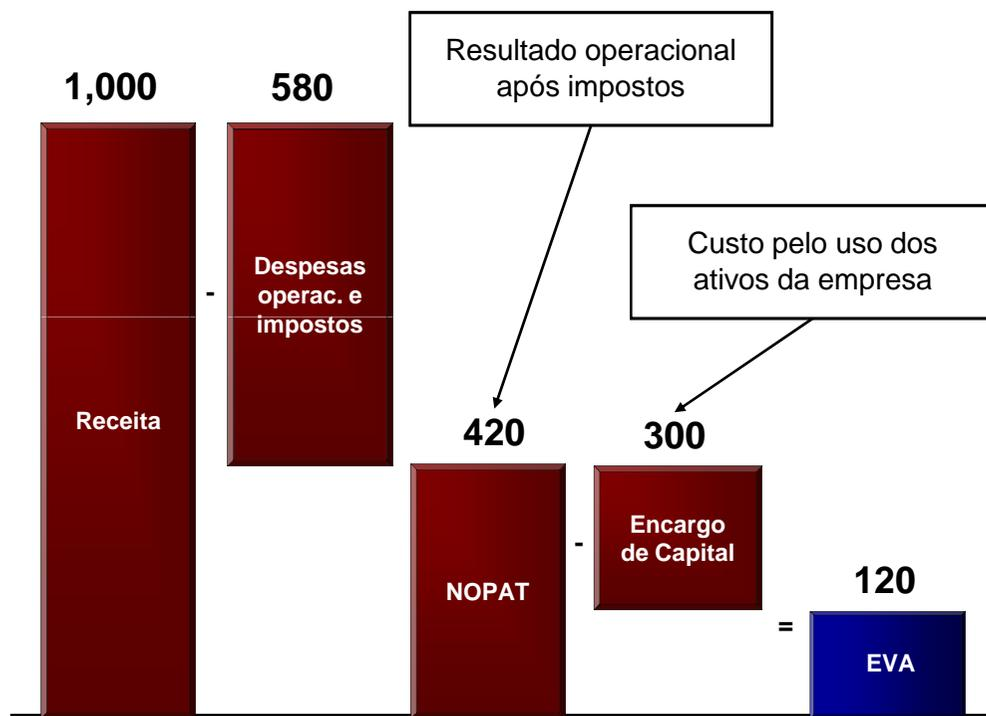 Resultado operacional
após impostos
1,000
580
Custo pelo uso dos
ativos da empresa
Despesas
operac. e
impostos
-
Receita
420
300
Encargo
de Capital
-
NOPAT
120
=
EVA